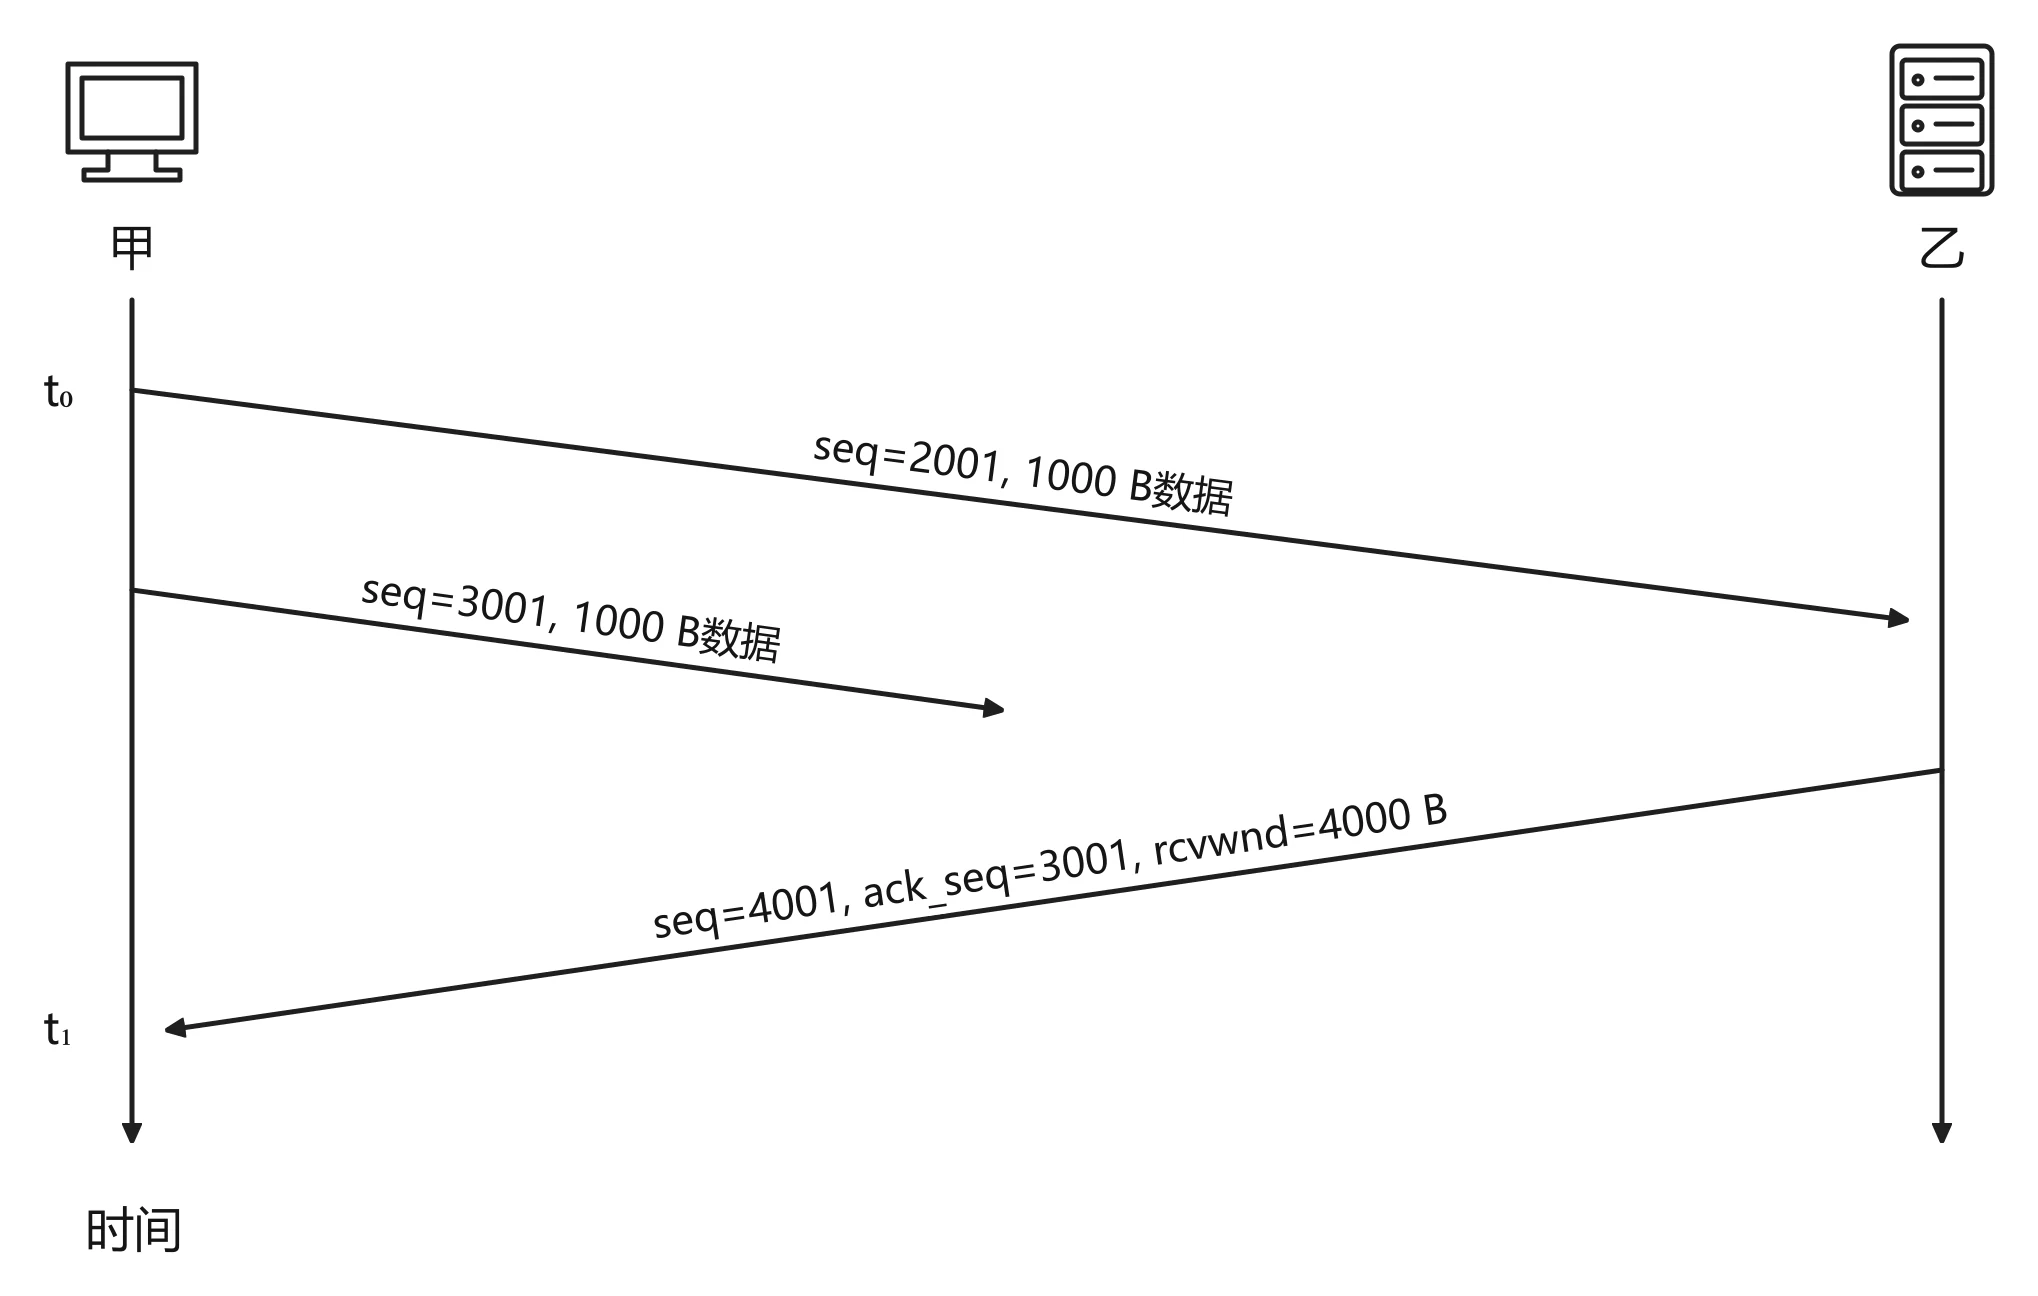 甲
乙
t₀
seq=2001, 1000 B数据
seq=3001, 1000 B数据
seq=4001, ack_seq=3001, rcvwnd=4000 B
t₁
时间